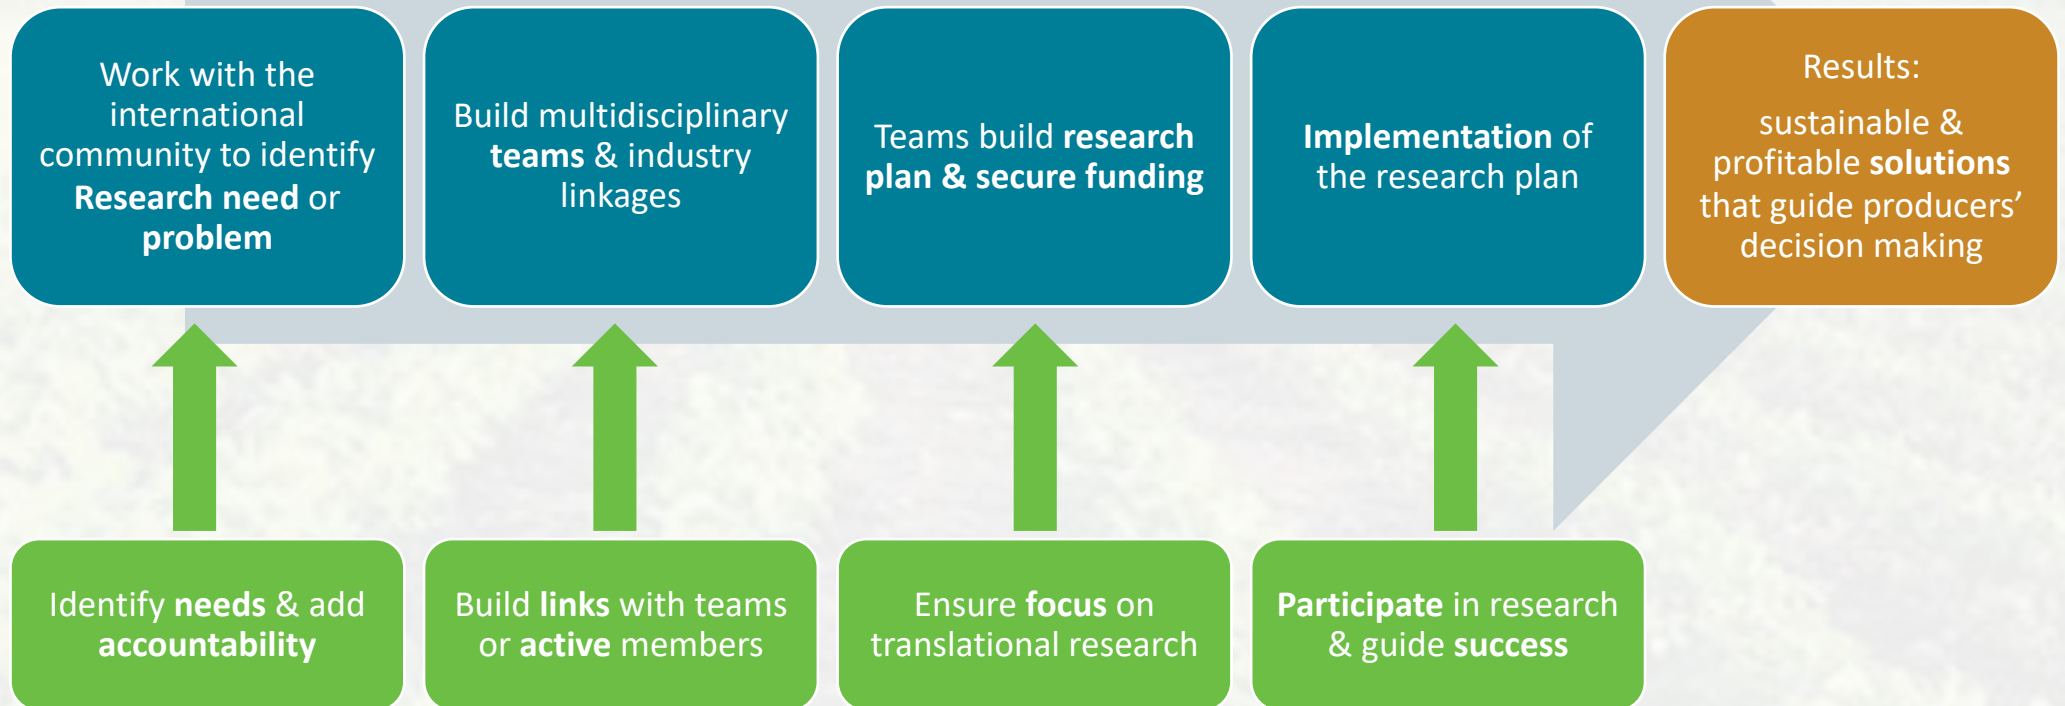 Work with the
international
community to identify
Research need or
problem
Build multidisciplinary
teams & industry
linkages
Teams build research
plan & secure funding
Implementation of
the research plan
Results:
sustainable &
profitable solutions
that guide producers’
decision making
Identify needs & add
accountability
Build links with teams
or active members
Ensure focus on
translational research
Participate in research
& guide success